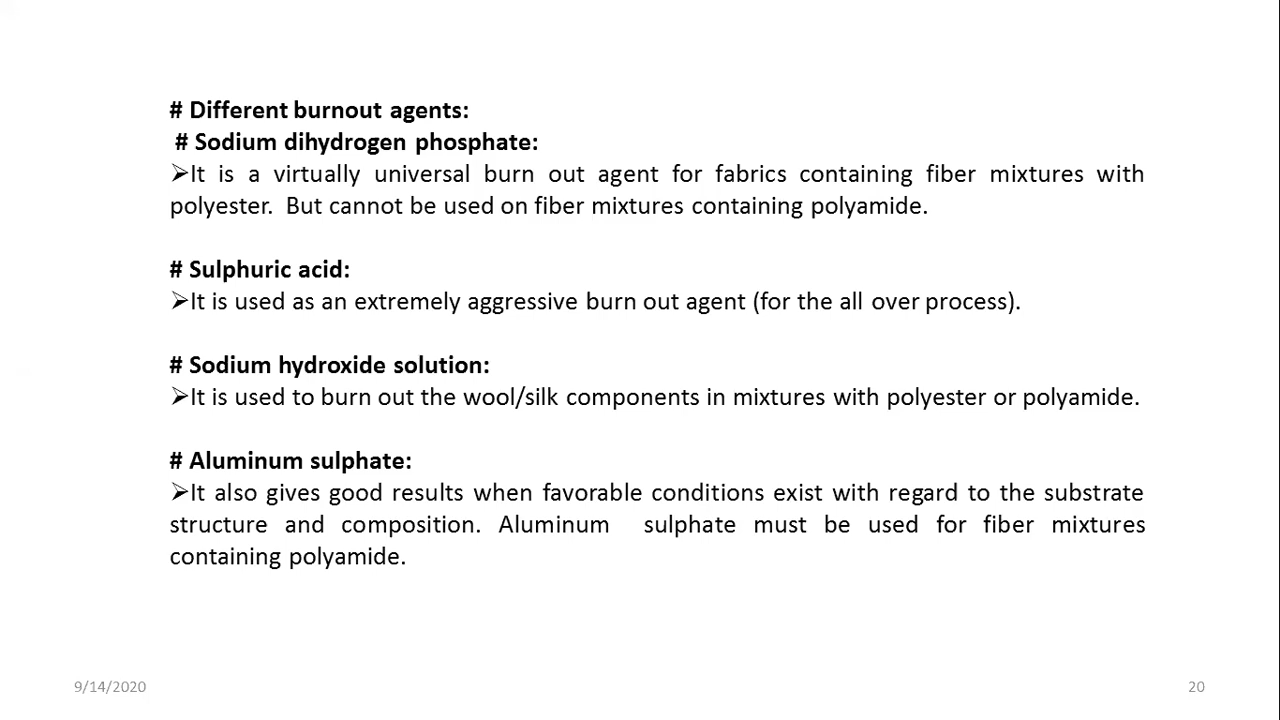 # Different burnout agents:
# Sodium dihydrogen phosphate:
➢It is a virtually universal burn out agent for fabrics containing fiber mixtures with
polyester. But cannot be used on fiber mixtures containing polyamide.
# Sulphuric acid:
➢It is used as an extremely aggressive burn out agent (for the all over process).
# Sodium hydroxide solution:
➢It is used to burn out the wool/silk components in mixtures with polyester or polyamide.
# Aluminum sulphate:
➢It also gives good results when favorable conditions exist with regard to the substrate
structure and composition. Aluminum sulphate must be used for fiber mixtures
containing polyamide.
9/14/2020
20